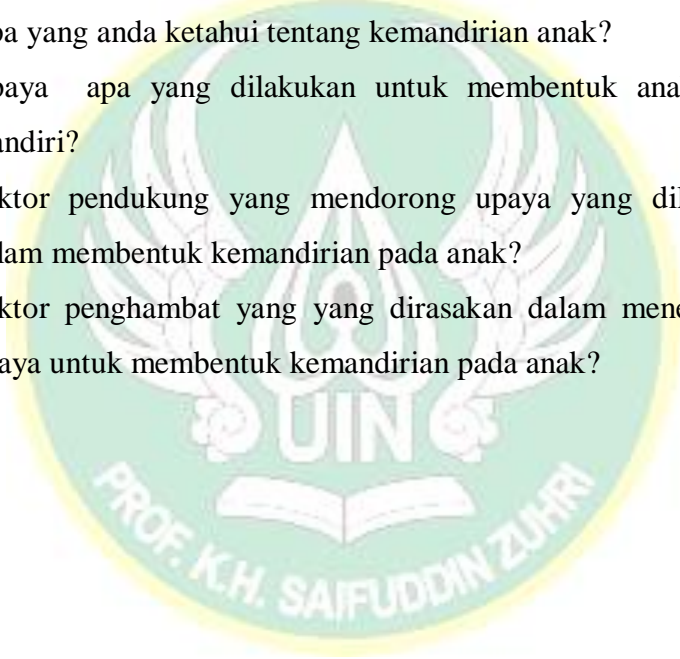 pa yang anda ketahui tentang kemandirian anak?
paya apa yang dilakukan untuk membentuk ana
andiri?
ktor pendukung yang mendorong upaya yang dil
lam membentuk kemandirian pada anak?
ktor penghambat yang yang dirasakan dalam mene
aya untuk membentuk kemandirian pada anak?
UIN
PROF. K.H. SAIFUDDIN ZUHRI